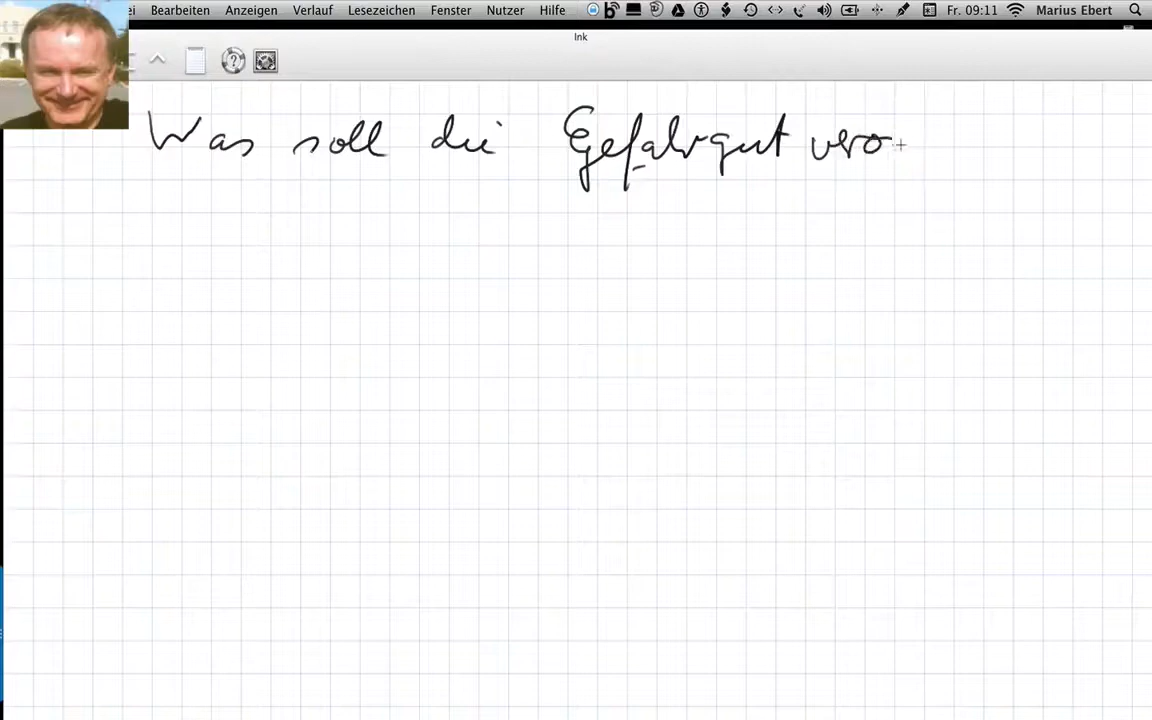 ei Bearbeiten Anzeigen Verlauf Lesezeichen Fenster Nutzer Hilfe Fr. 09:11 Marius Ebert
Ink
Was soll die Gefahrgut vero